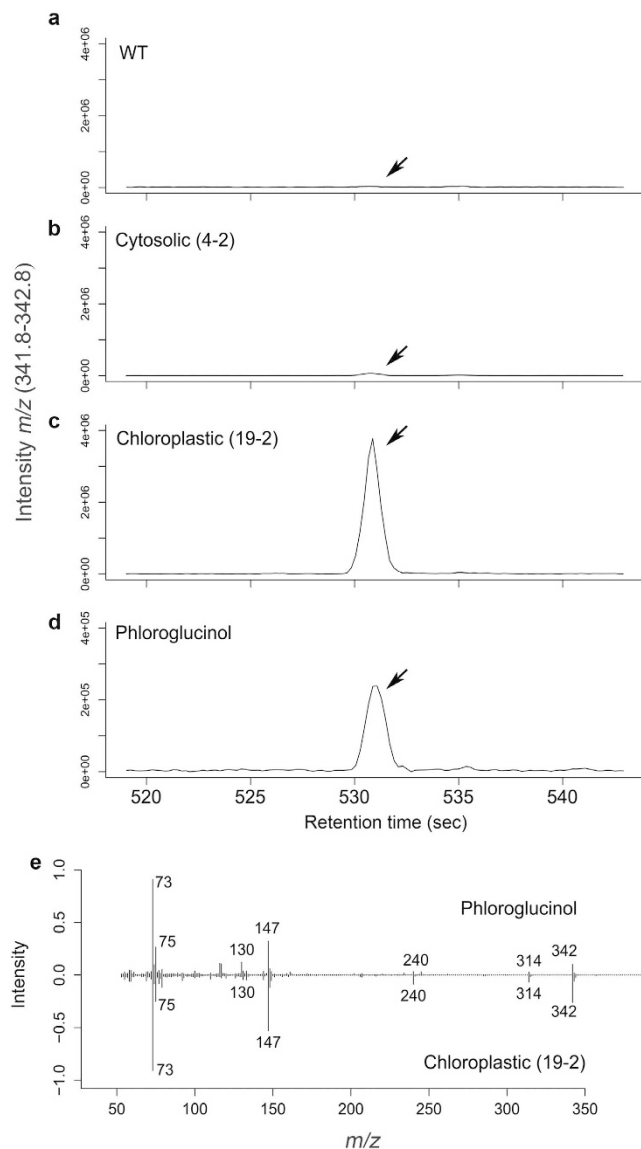 a
WT
4e+06
2e+06
0e+00
b
Cytosolic (4-2)
4e+06
2e+06
0e+00
c
Chloroplastic (19-2)
4e+06
2e+06
0e+00
d
Phloroglucinol
4e+05
2e+05
0e+00
Intensity m/z (341.8-342.8)
520 525 530 535 540
Retention time (sec)
e
1.0
0.5
0.0
−0.5
−1.0
Intensity
Phloroglucinol
73
75
130
147
240
314
342
73
75
130
147
240
314
342
Chloroplastic (19-2)
50 100 150 200 250 300 350
m/z